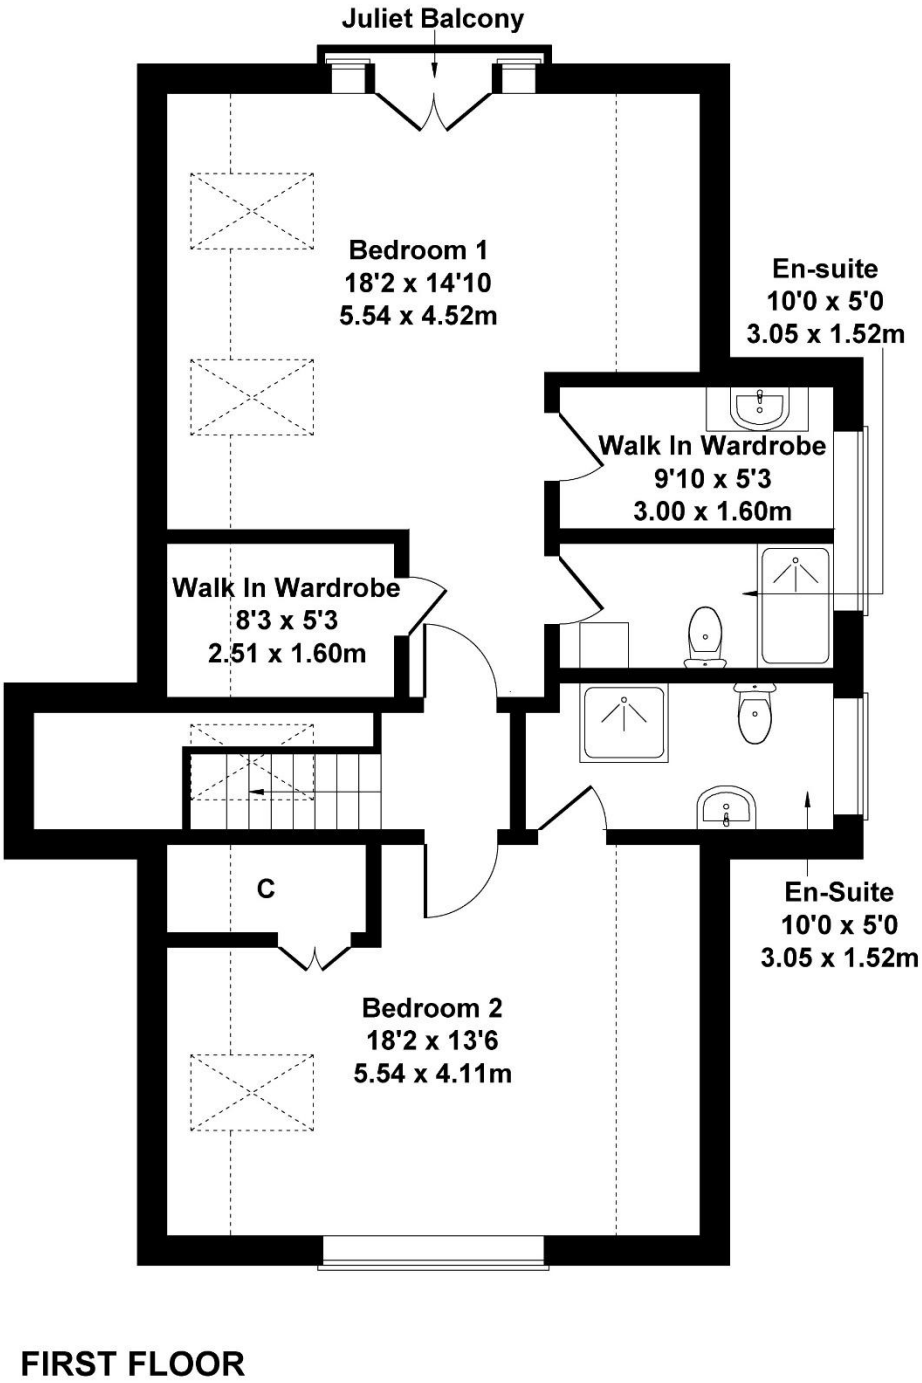 Juliet Balcony
Bedroom 1
18'2 x 14'10
5.54 x 4.52m
En-suite
10'0 x 5'0
3.05 x 1.52m
Walk In Wardrobe
9'10 x 5'3
3.00 x 1.60m
Walk In Wardrobe
8'3 x 5'3
2.51 x 1.60m
C
En-Suite
10'0 x 5'0
3.05 x 1.52m
Bedroom 2
18'2 x 13'6
5.54 x 4.11m
FIRST FLOOR